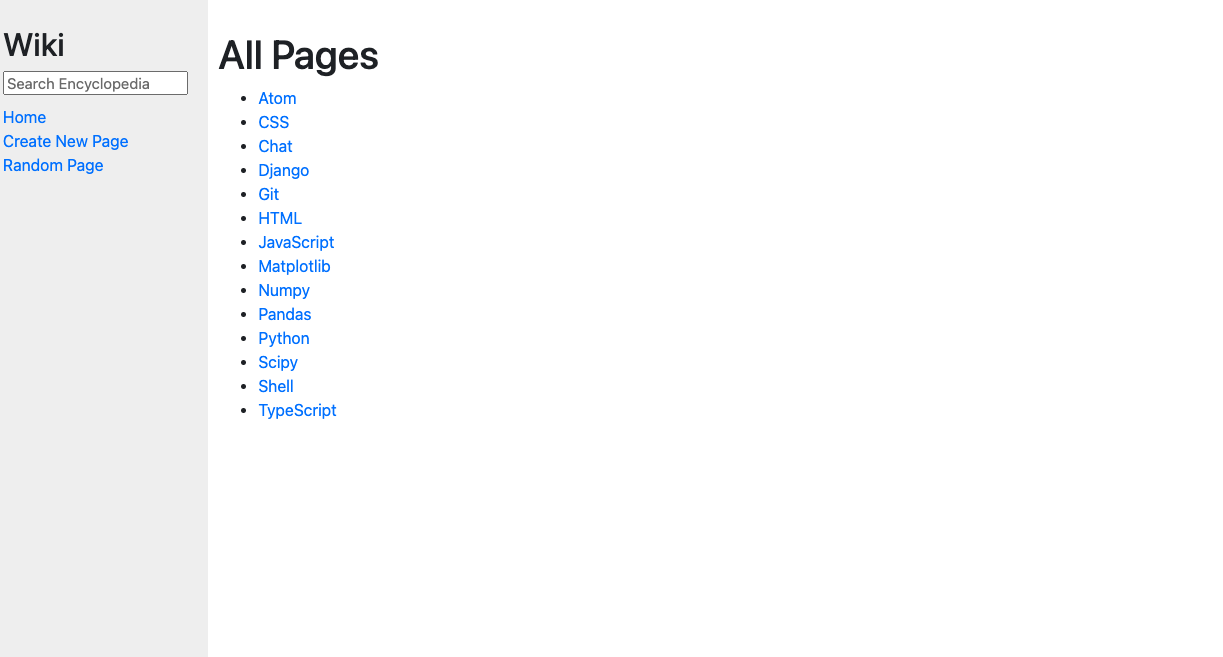 Wiki
Search Encyclopedia
Home
Create New Page
Random Page
All Pages
Atom
CSS
Chat
Django
Git
HTML
JavaScript
Matplotlib
Numpy
Pandas
Python
Scipy
Shell
TypeScript